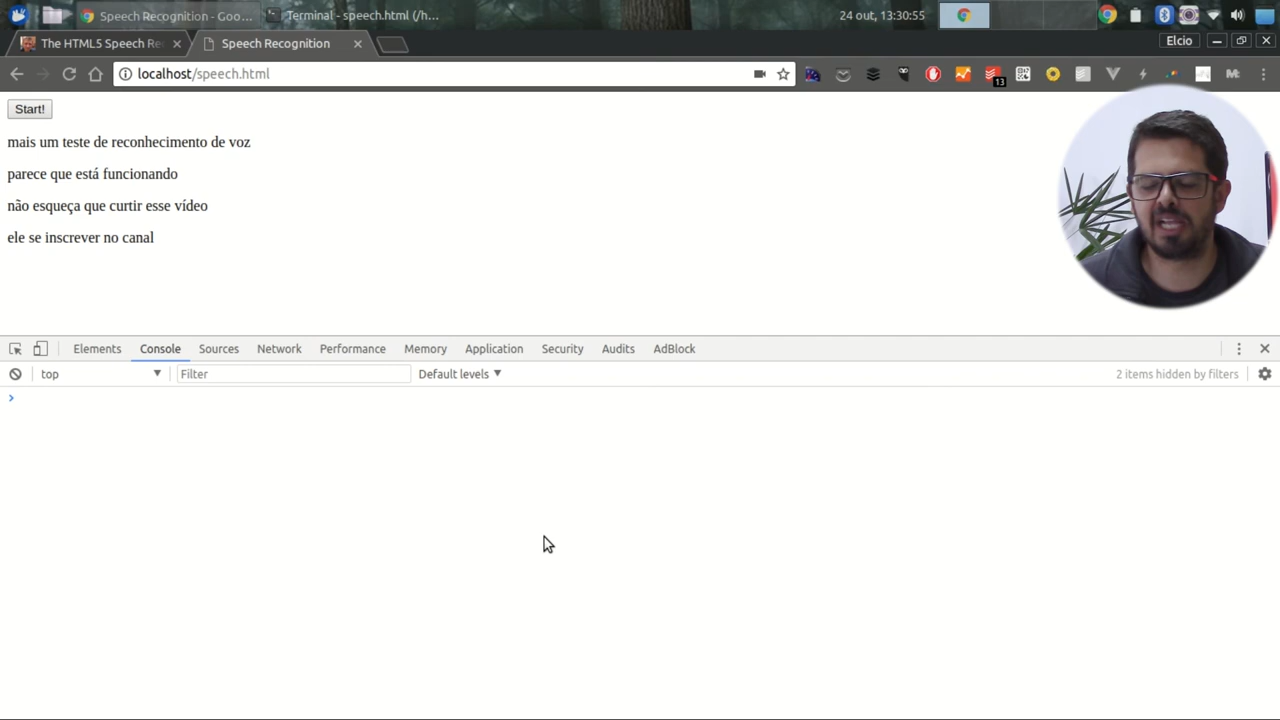 Speech Recognition - Goo...
Terminal - speech.html (/h...
24 out, 13:30:55
The HTML5 Speech Re
Speech Recognition
Elcio
localhost/speech.html
13
Start!
mais um teste de reconhecimento de voz
parece que está funcionando
não esqueça que curtir esse vídeo
ele se inscrever no canal
Elements Console Sources Network Performance Memory Application Security Audits AdBlock
top Filter Default levels 2 items hidden by filters